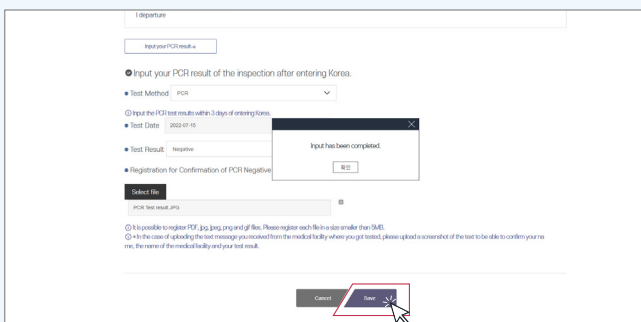 I departure
Input your PCR result
Input your PCR result of the inspection after entering Korea.
Test Method PCR
Input the PCR test results within 3 days of entering Korea.
Test Date 2022-07-15
Input has been completed.
Test Result Negative
확인
Registration for Confirmation of PCR Negative
Select file
PCR Test result.JPG
It is possible to register PDF, jpg, jpeg, png and gif files. Please register each file in a size smaller than 5MB.
* In the case of uploading the text message you received from the medical facility where you got tested, please upload a screenshot of the text to be able to confirm your na
me, the name of the medical facility and your test result.
Cancel Save